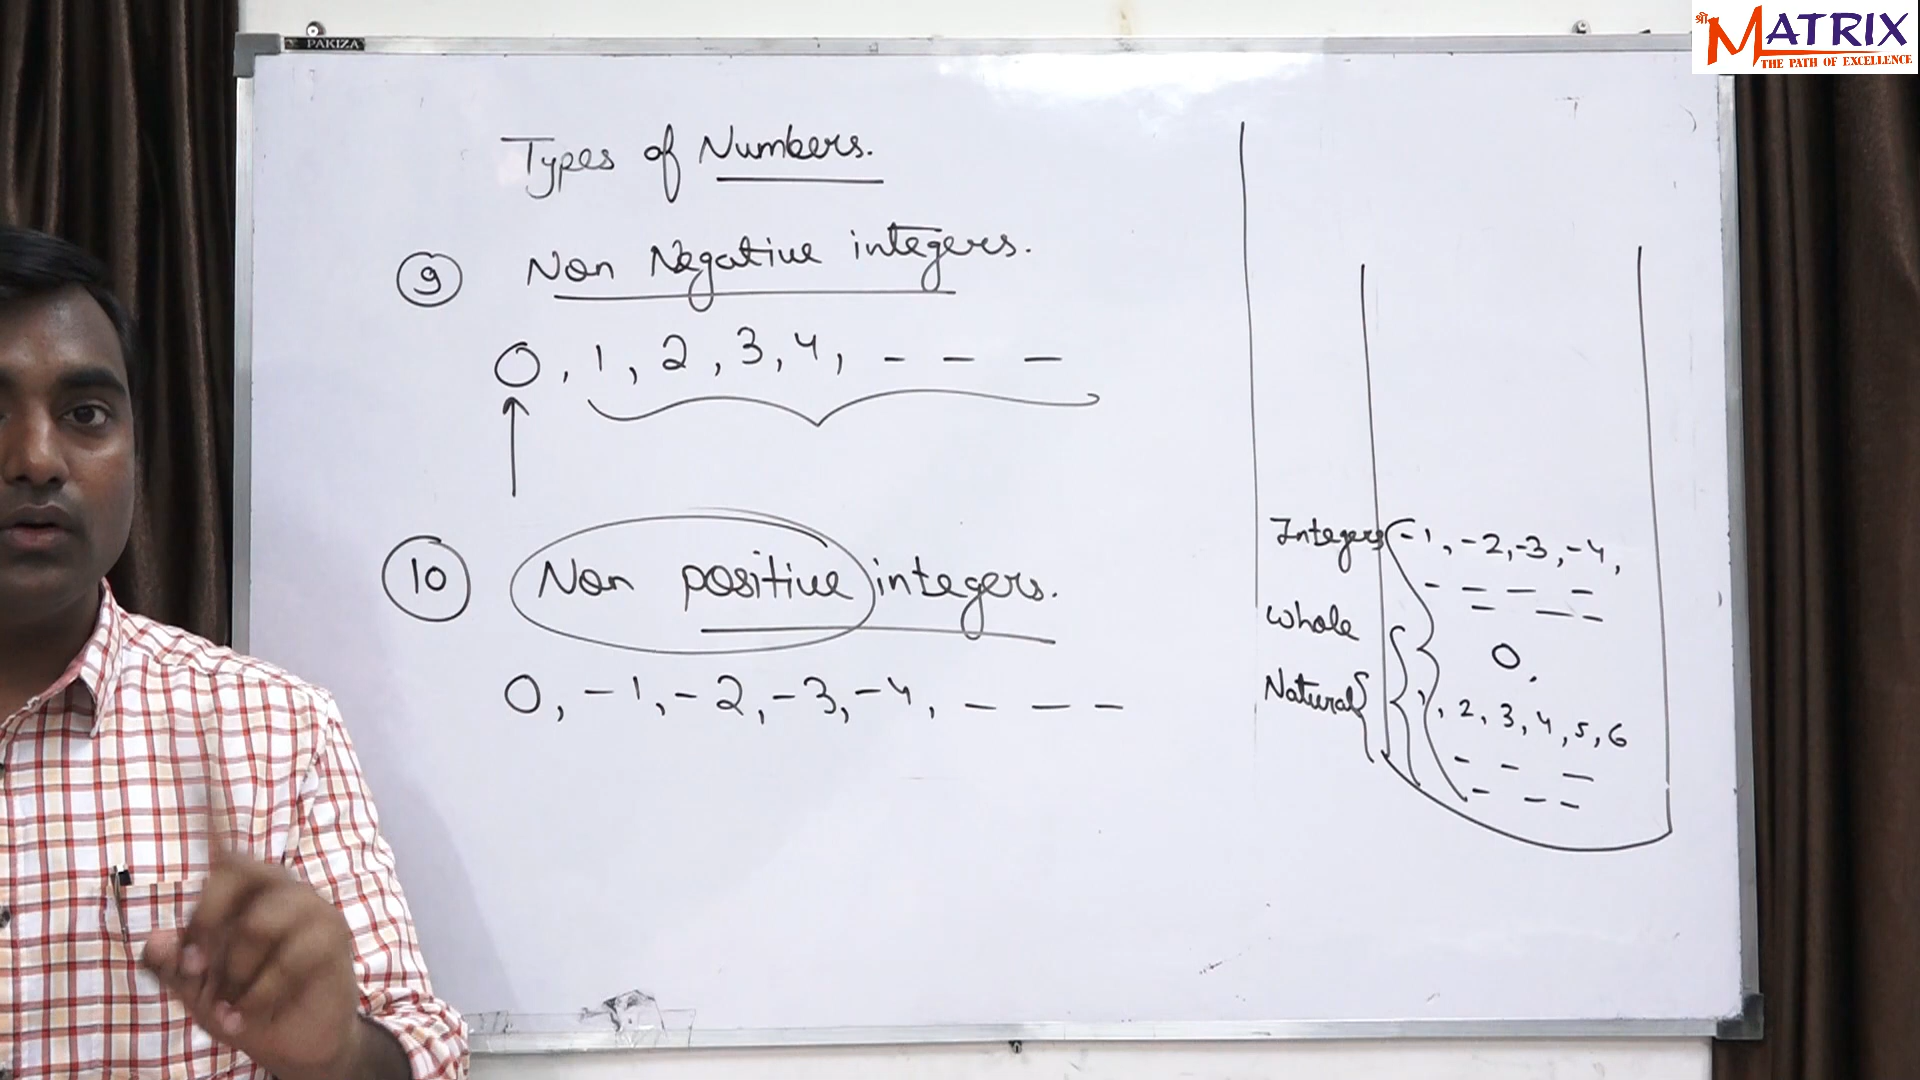 श्री MATRIX
THE PATH OF EXCELLENCE
PAKIZA
Types of Numbers.
9 Non Negative integers.
0, 1, 2, 3, 4, - - -
10 Non positive integers.
0, -1, -2, -3, -4, - - -
Integers -1, -2, -3, -4,
- - - -
- - -
Whole 0,
Natural 1, 2, 3, 4, 5, 6
- - -
- - -